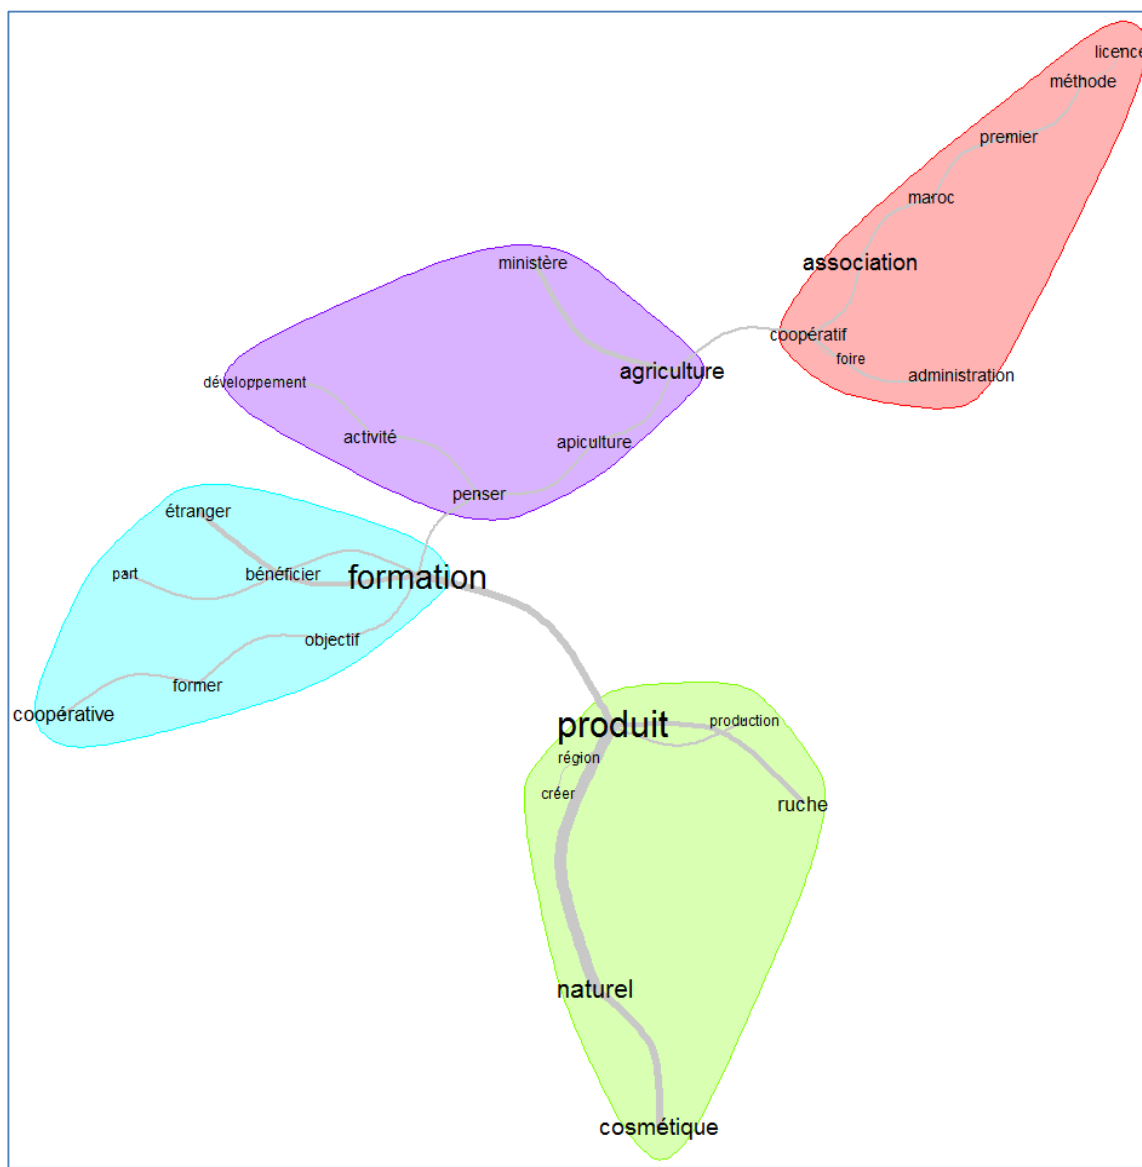 licence
méthode
premier
maroc
association
ministère
coopératif
foire
agriculture
administration
développement
activité
apiculture
penser
étranger
part
bénéficier
formation
objectif
former
coopérative
produit
production
région
créer
ruche
naturel
cosmétique